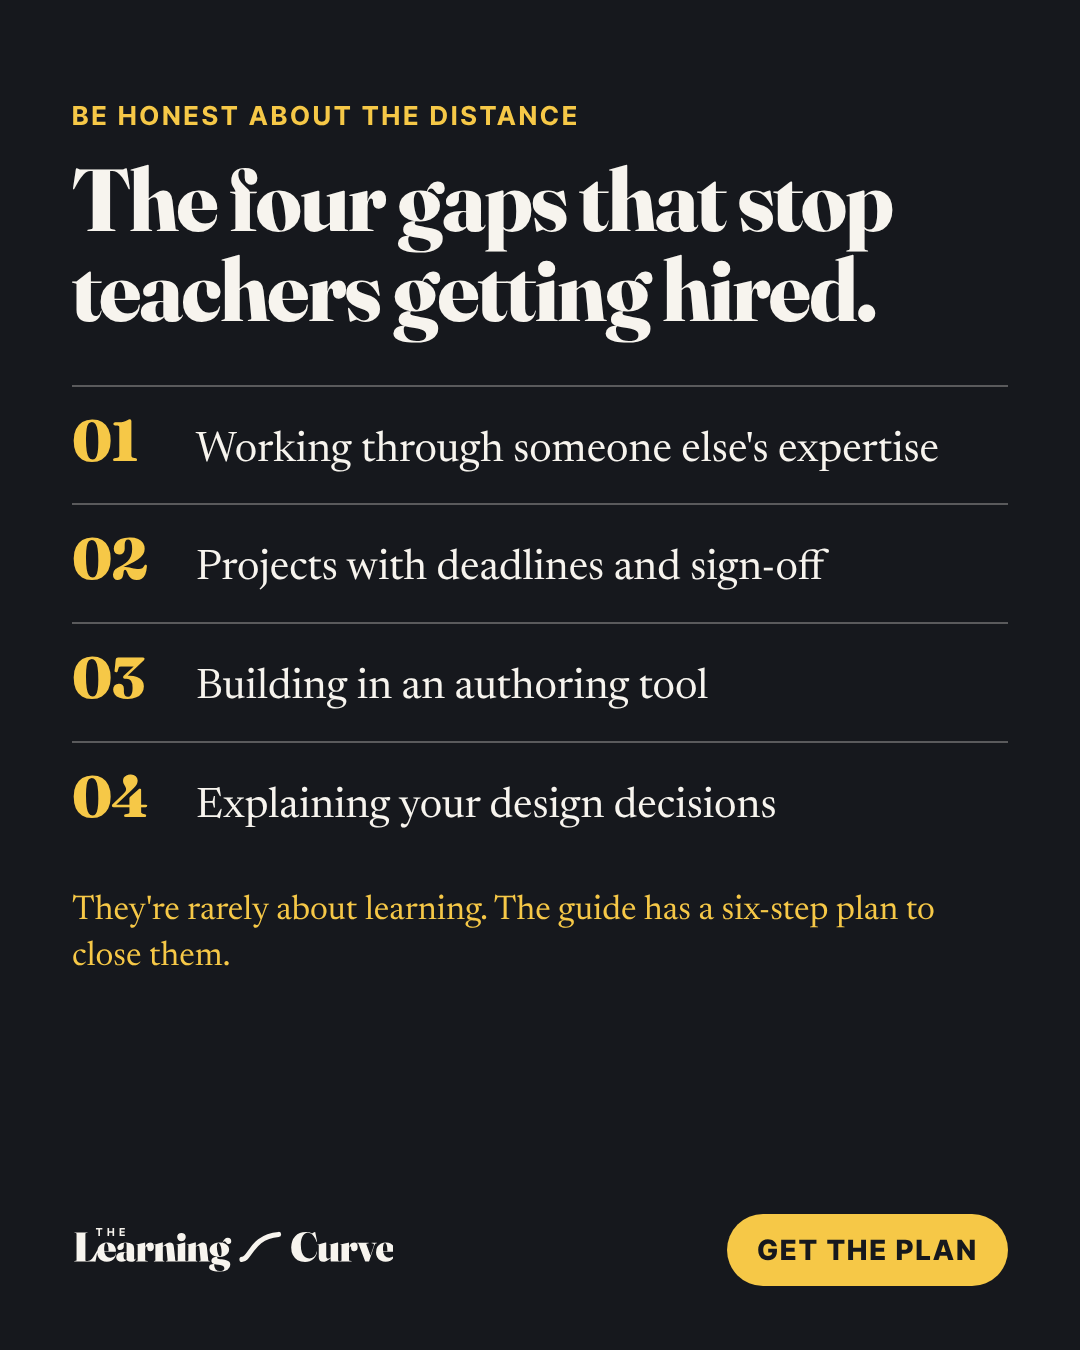 BE HONEST ABOUT THE DISTANCE
The four gaps that stop
teachers getting hired.
01 Working through someone else's expertise
02 Projects with deadlines and sign-off
03 Building in an authoring tool
04 Explaining your design decisions
They're rarely about learning. The guide has a six-step plan to
close them.
THE
Learning Curve
GET THE PLAN